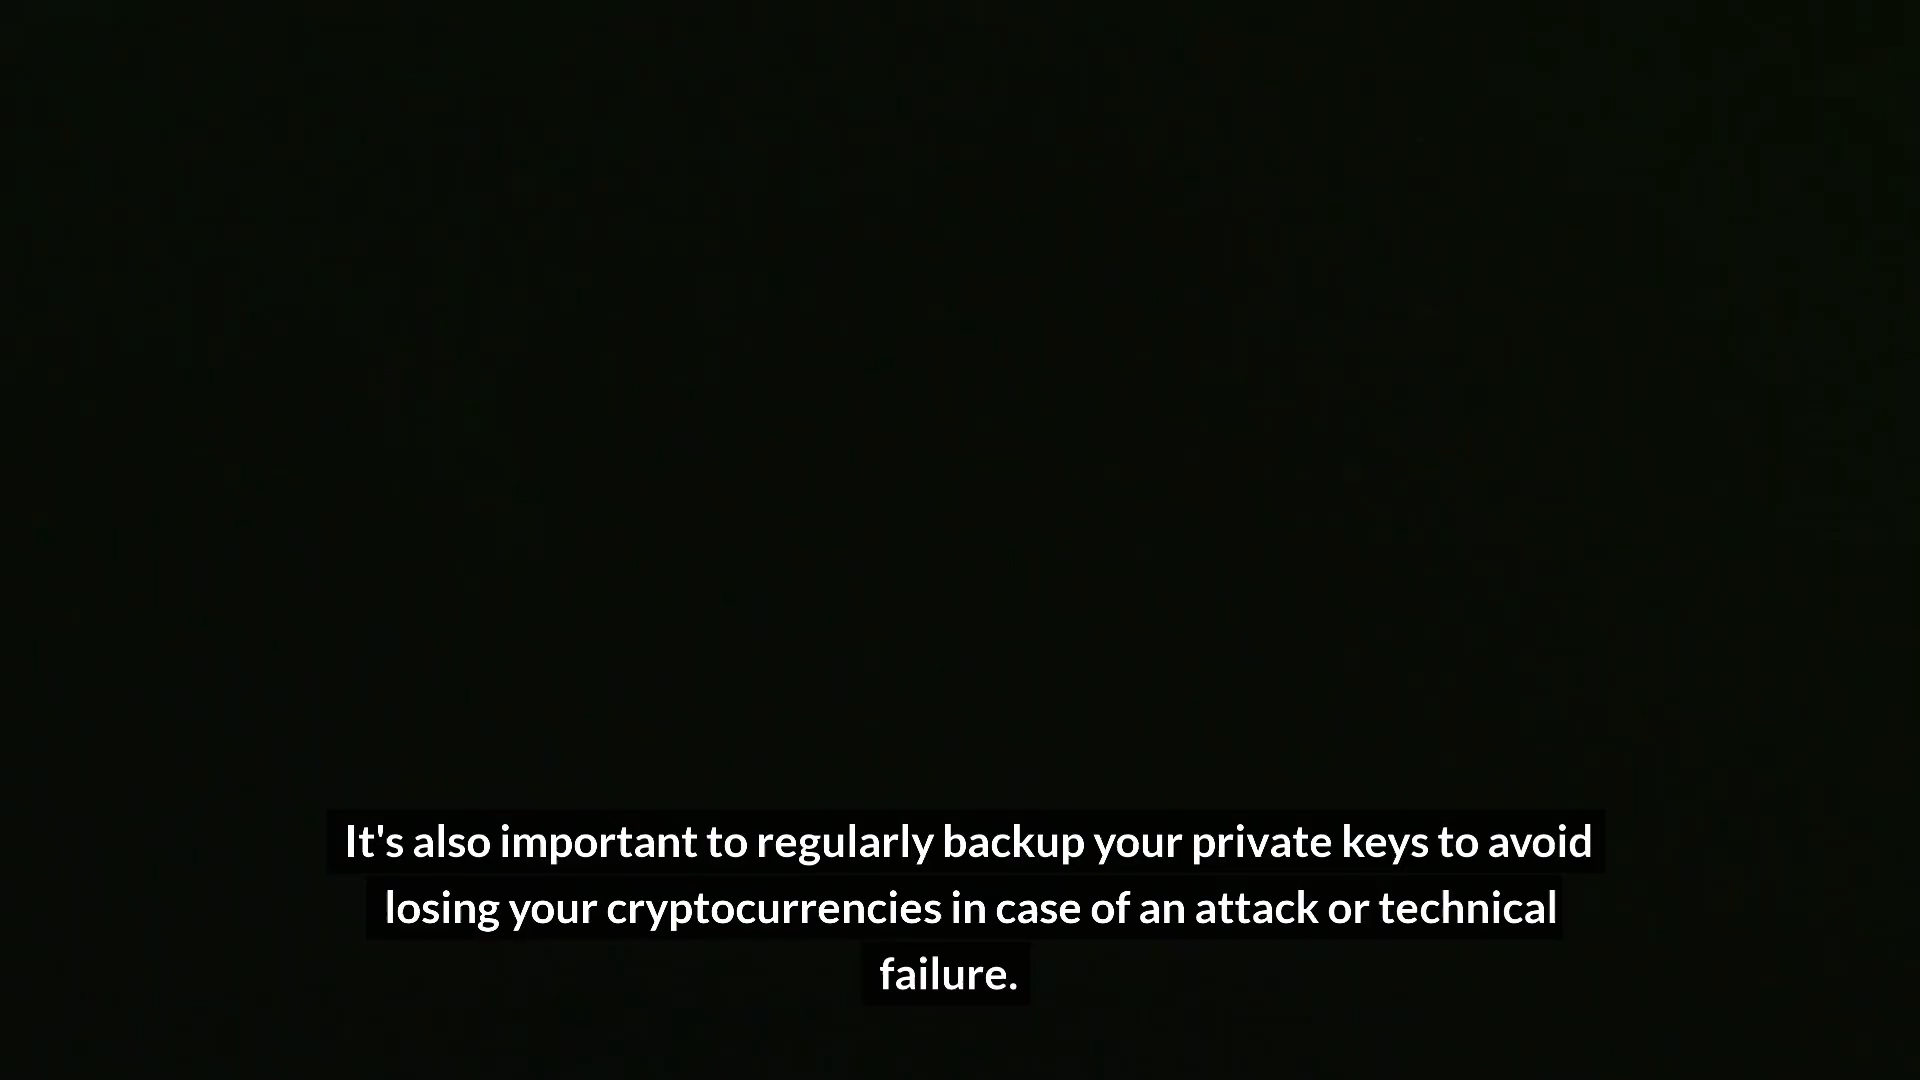 It's also important to regularly backup your private keys to avoid
losing your cryptocurrencies in case of an attack or technical
failure.